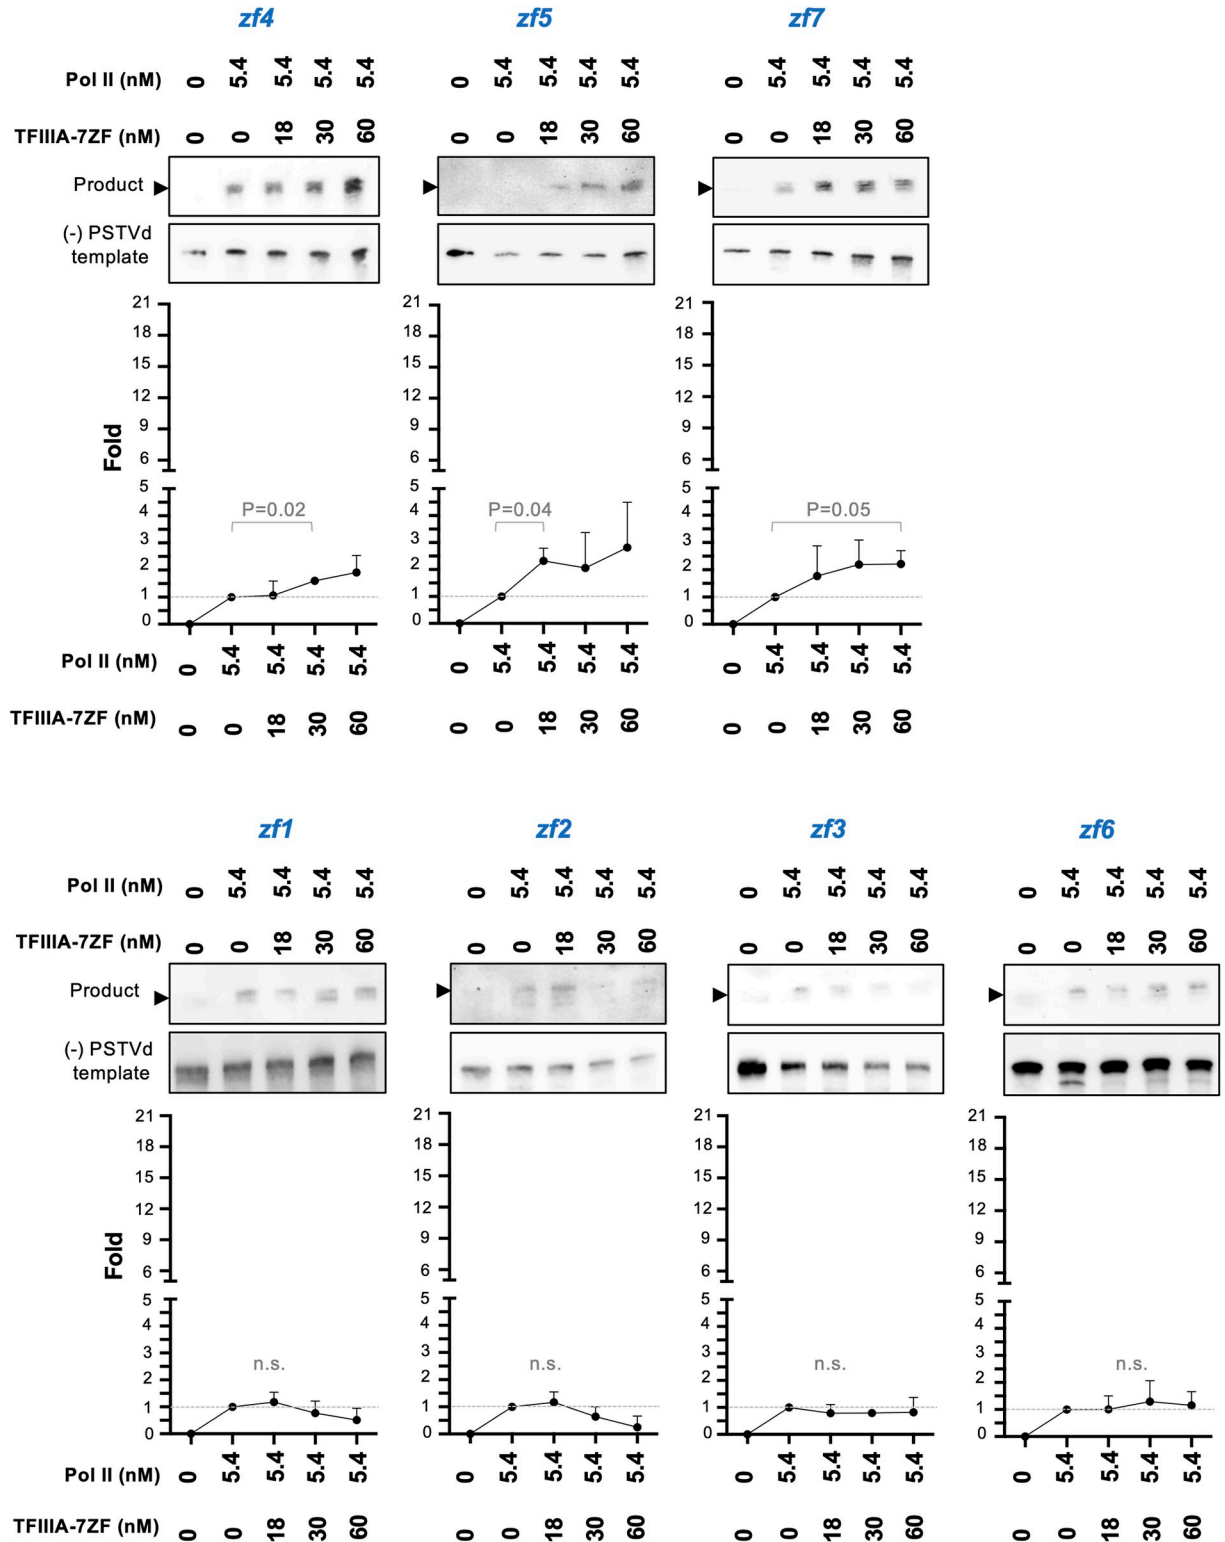 zf4 zf5 zf7
Pol II (nM) 0 5.4 5.4 5.4 5.4 0 5.4 5.4 5.4 5.4 0 5.4 5.4 5.4 5.4
TFIIIA-7ZF (nM) 0 0 18 30 60 0 0 18 30 60 0 0 18 30 60
Product
(-) PSTVd
template
21 21 21
18 18 18
15 15 15
12 12 12
9 9 9
Fold
6 6 6
5 5 5
4 4 4
P=0.02 P=0.04 P=0.05
3 3 3
2 2 2
1 1 1
0 0 0
Pol II (nM) 0 5.4 5.4 5.4 5.4 0 5.4 5.4 5.4 5.4 0 5.4 5.4 5.4 5.4
TFIIIA-7ZF (nM) 0 0 18 30 60 0 0 18 30 60 0 0 18 30 60
zf1 zf2 zf3 zf6
Pol II (nM) 0 5.4 5.4 5.4 5.4 0 5.4 5.4 5.4 5.4 0 5.4 5.4 5.4 5.4 0 5.4 5.4 5.4 5.4
TFIIIA-7ZF (nM) 0 0 18 30 60 0 0 18 30 60 0 0 18 30 60 0 0 18 30 60
Product
(-) PSTVd
template
21 21 21 21
18 18 18 18
15 15 15 15
12 12 12 12
9 9 9 9
Fold
6 6 6 6
5 5 5 5
4 4 4 4
3 3 3 3
n.s. n.s. n.s. n.s.
2 2 2 2
1 1 1 1
0 0 0 0
Pol II (nM) 0 5.4 5.4 5.4 5.4 0 5.4 5.4 5.4 5.4 0 5.4 5.4 5.4 5.4 0 5.4 5.4 5.4 5.4
TFIIIA-7ZF (nM) 0 0 18 30 60 0 0 18 30 60 0 0 18 30 60 0 0 18 30 60